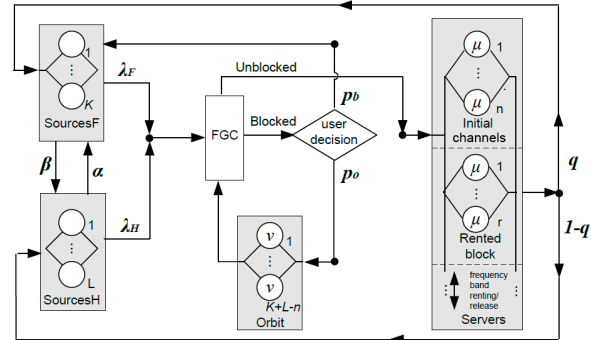 1
⋮
K
SourcesF
λF
β
α
1
⋮
L
SourcesH
λH
Unblocked
FGC
Blocked
user
decision
pb
po
ν
1
⋮
ν
K+L-n
Orbit
μ
1
⋮
⋮
μ
n
Initial
channels
μ
1
⋮
⋮
μ
r
Rented
block
frequency
band
renting/
release
⋮
⋮
Servers
q
1-q